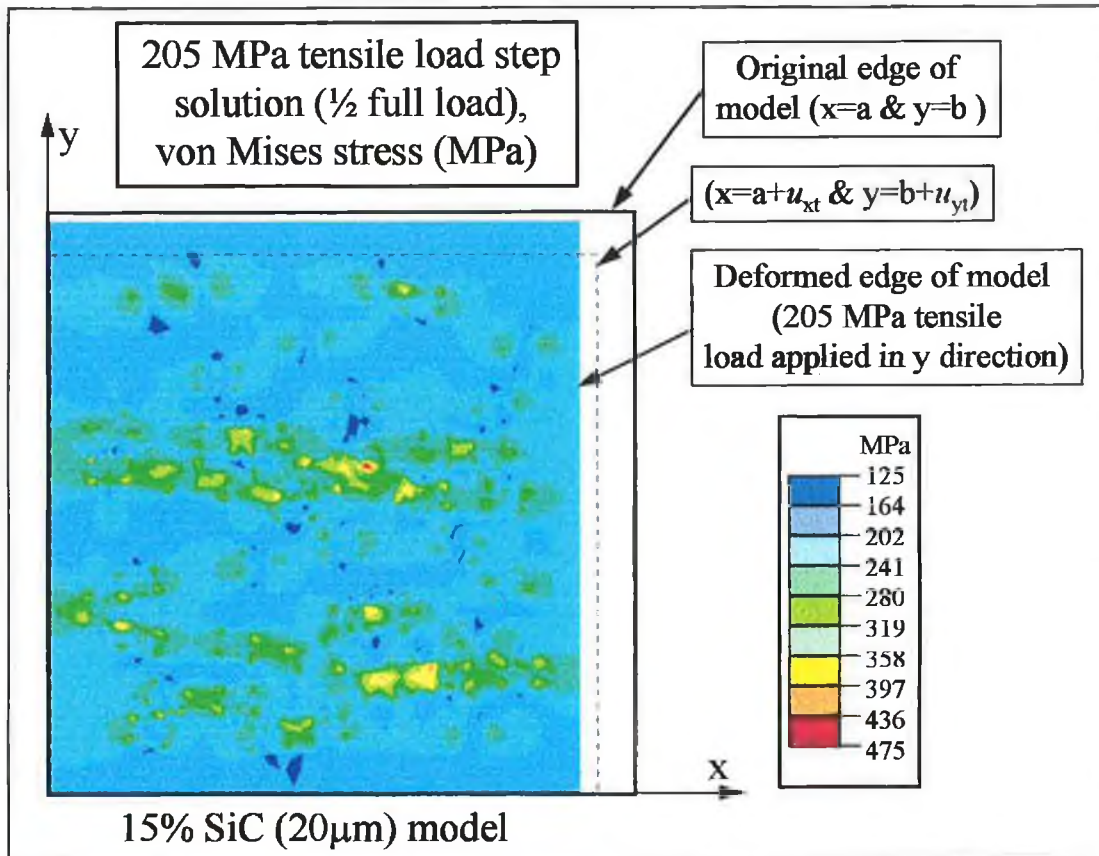 205 MPa tensile load step
solution (½ full load),
von Mises stress (MPa)
Original edge of
model (x=a & y=b )
y
(x=a+uxt & y=b+uyt)
Deformed edge of model
(205 MPa tensile
load applied in y direction)
MPa
125
164
202
241
280
319
358
397
436
475
x
15% SiC (20μm) model